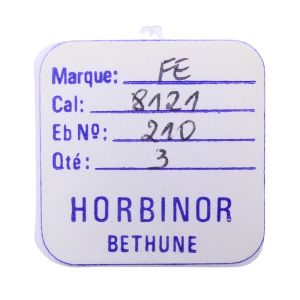 Marque: FE
Cal: 8121
Eb Nº: 210
Qté: 3
HORBINOR
BETHUNE